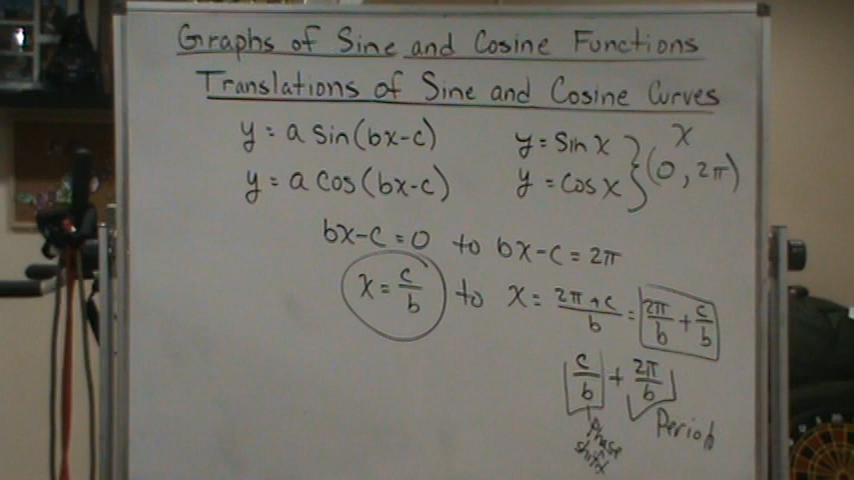 Graphs of Sine and Cosine Functions
Translations of Sine and Cosine Curves
y = a sin(bx-c)
y = a cos(bx-c)
y = sin x
y = cos x
x
(0, 2π)
bx-c=0 to bx-c = 2π
x = c/b to x = 2π+c/b = 2π/b + c/b
c/b + 2π/b
Phase shift
Period